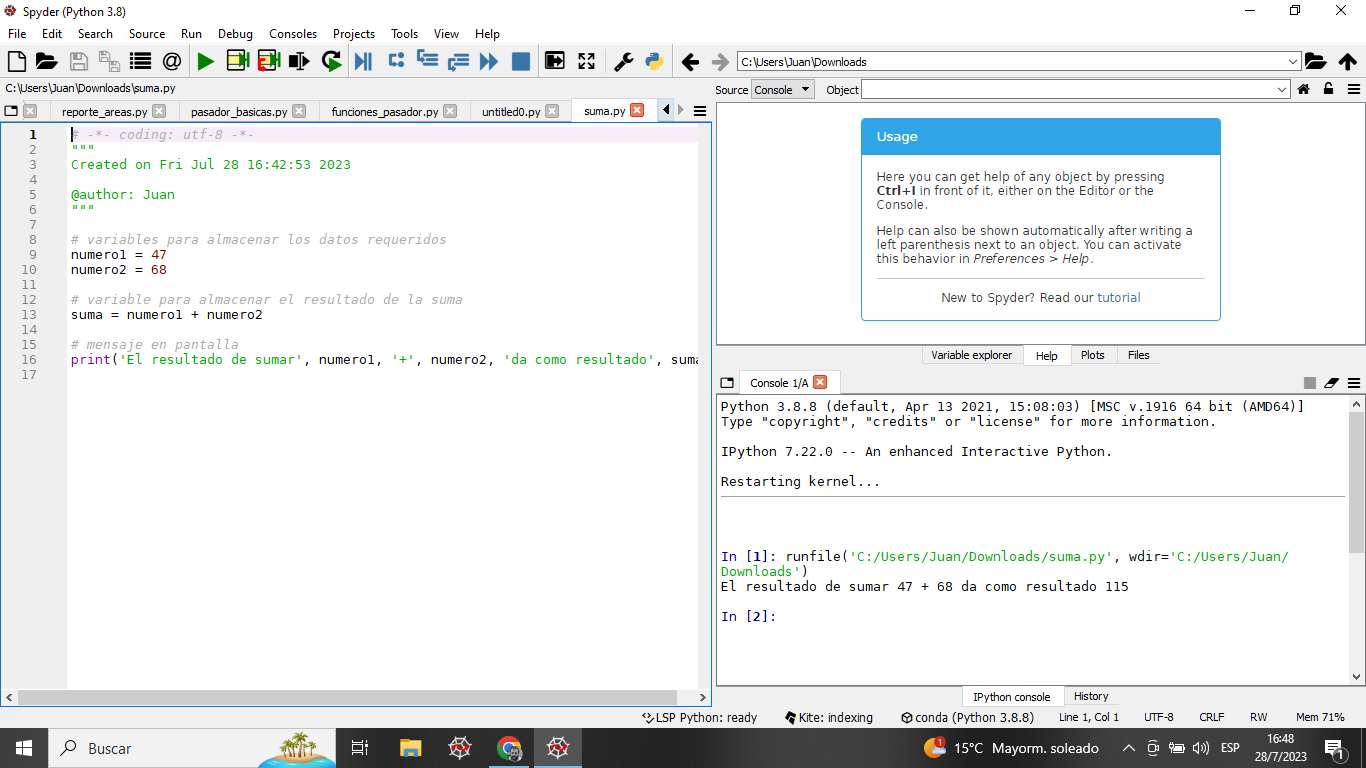 Spyder (Python 3.8)
File Edit Search Source Run Debug Consoles Projects Tools View Help
C:\Users\Juan\Downloads
C:\Users\Juan\Downloads\suma.py
reporte_areas.py pasador_basicas.py funciones_pasador.py untitled0.py suma.py
1 # -*- coding: utf-8 -*-
2 """
3 Created on Fri Jul 28 16:42:53 2023
4
5 @author: Juan
6 """
7
8 # variables para almacenar los datos requeridos
9 numero1 = 47
10 numero2 = 68
11
12 # variable para almacenar el resultado de la suma
13 suma = numero1 + numero2
14
15 # mensaje en pantalla
16 print('El resultado de sumar', numero1, '+', numero2, 'da como resultado', suma
17
Source Console Object
Usage
Here you can get help of any object by pressing
Ctrl+I in front of it, either on the Editor or the
Console.
Help can also be shown automatically after writing a
left parenthesis next to an object. You can activate
this behavior in Preferences > Help.
New to Spyder? Read our tutorial
Variable explorer Help Plots Files
Console 1/A
Python 3.8.8 (default, Apr 13 2021, 15:08:03) [MSC v.1916 64 bit (AMD64)]
Type "copyright", "credits" or "license" for more information.
IPython 7.22.0 -- An enhanced Interactive Python.
Restarting kernel...
In [1]: runfile('C:/Users/Juan/Downloads/suma.py', wdir='C:/Users/Juan/
Downloads')
El resultado de sumar 47 + 68 da como resultado 115
In [2]:
IPython console History
LSP Python: ready Kite: indexing conda (Python 3.8.8) Line 1, Col 1 UTF-8 CRLF RW Mem 71%
Buscar
1 15°C Mayorm. soleado ESP 16:48
28/7/2023 1